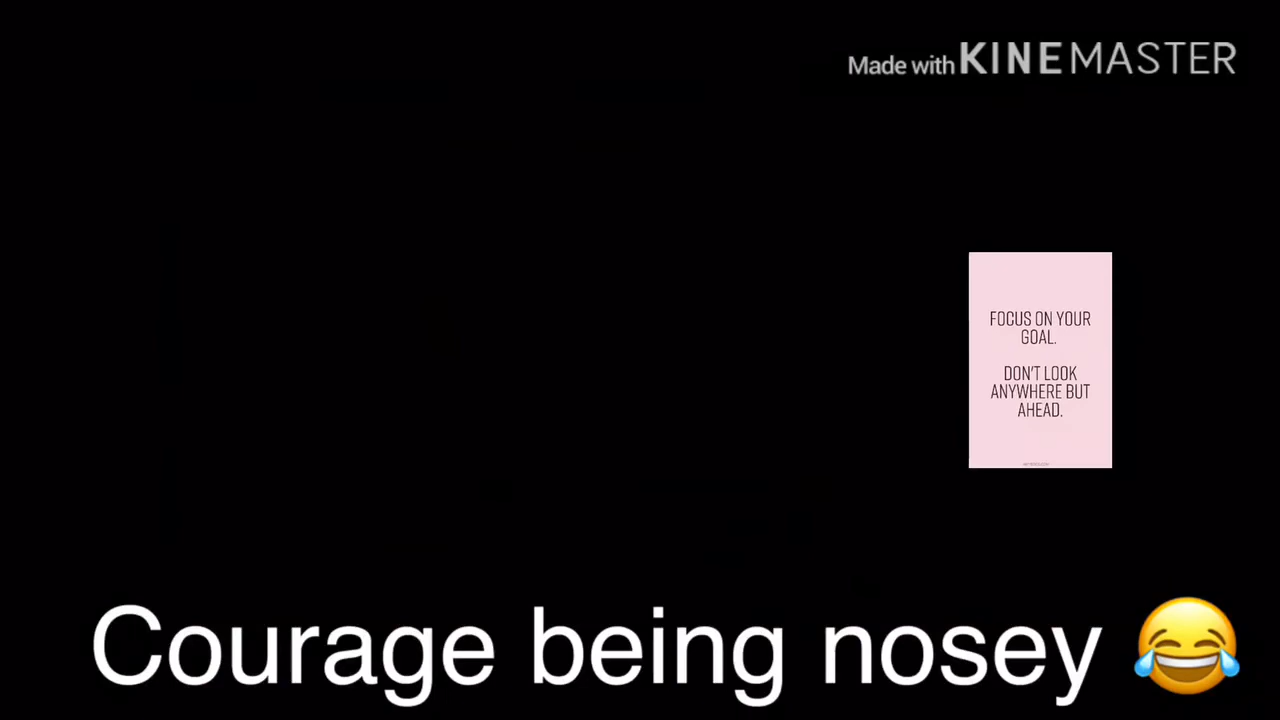 Made with KINEMASTER
FOCUS ON YOUR
GOAL.
DON'T LOOK
ANYWHERE BUT
AHEAD.
Courage being nosey 😂